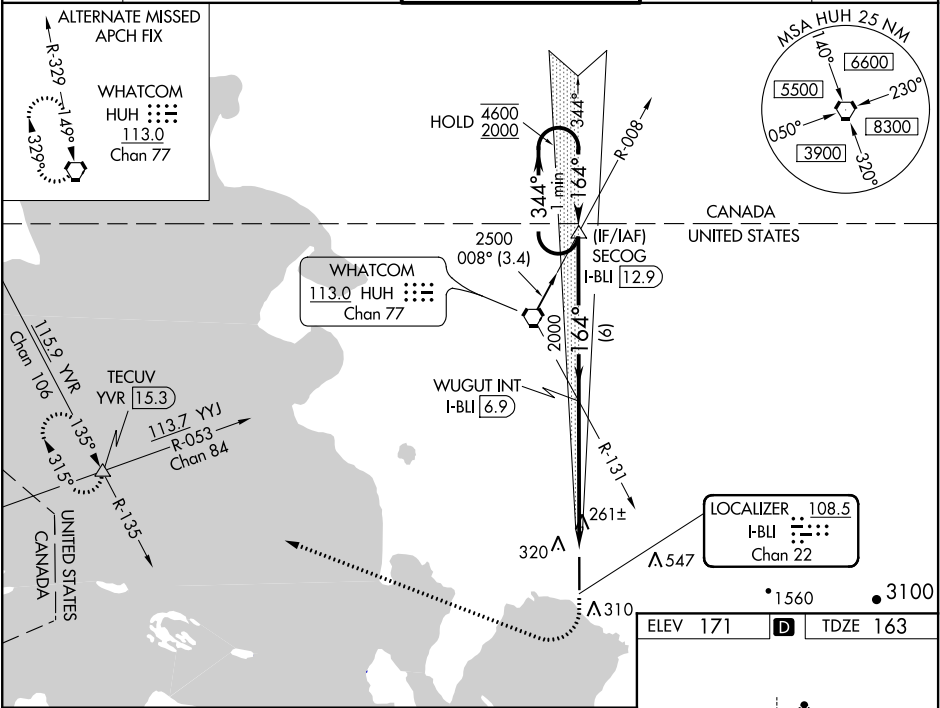 ALTERNATE MISSED
APCH FIX
R-329
149°
329°
WHATCOM
HUH
113.0
Chan 77
MSA HUH 25 NM
140°
6600
5500
230°
050°
8300
3900
320°
HOLD
4600
2000
344°
R-008
344°
1 min
164°
CANADA
UNITED STATES
2500
008° (3.4)
(IF/IAF)
SECOG
I-BLI 12.9
WHATCOM
113.0 HUH
Chan 77
2000
164°
(6)
115.9 YVR
Chan 106
TECUV
YVR 15.3
WUGUT INT
I-BLI 6.9
113.7 YYJ
R-053
Chan 84
135°
315°
R-135
R-131
UNITED STATES
CANADA
261±
320
547
LOCALIZER 108.5
I-BLI
Chan 22
310
1560
3100
ELEV 171 D TDZE 163